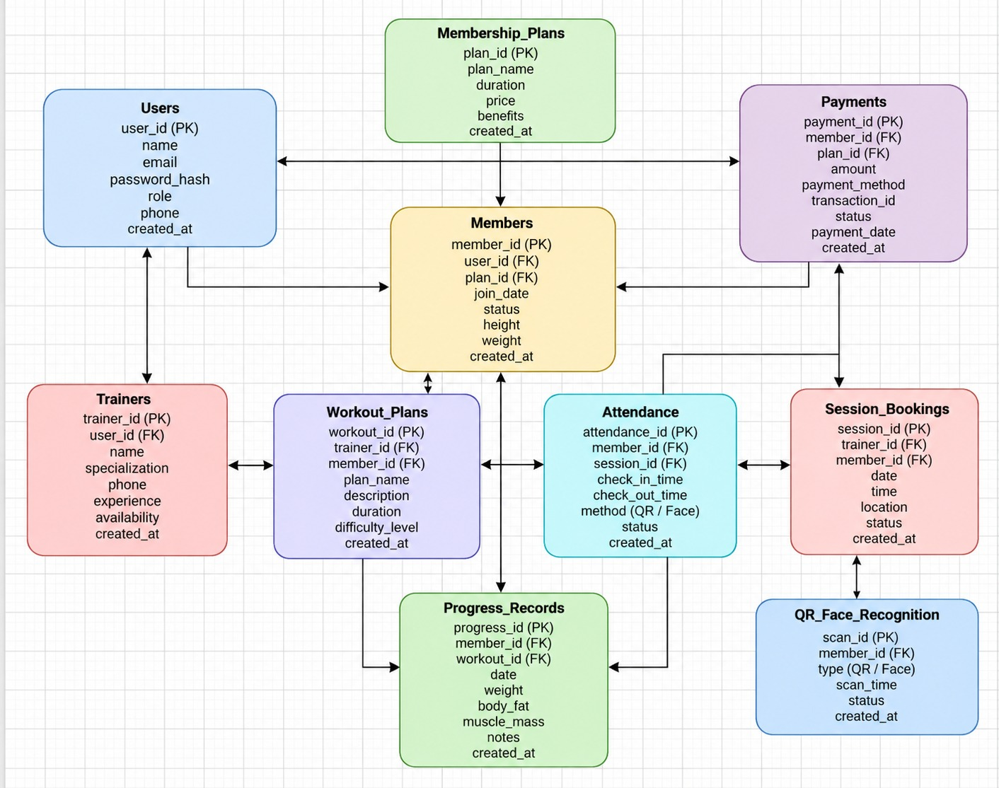 Membership_Plans
plan_id (PK)
plan_name
duration
price
benefits
created_at
Users
user_id (PK)
name
email
password_hash
role
phone
created_at
Payments
payment_id (PK)
member_id (FK)
plan_id (FK)
amount
payment_method
transaction_id
status
payment_date
created_at
Members
member_id (PK)
user_id (FK)
plan_id (FK)
join_date
status
height
weight
created_at
Trainers
trainer_id (PK)
user_id (FK)
name
specialization
phone
experience
availability
created_at
Workout_Plans
workout_id (PK)
trainer_id (FK)
member_id (FK)
plan_name
description
duration
difficulty_level
created_at
Attendance
attendance_id (PK)
member_id (FK)
session_id (FK)
check_in_time
check_out_time
method (QR / Face)
status
created_at
Session_Bookings
session_id (PK)
trainer_id (FK)
member_id (FK)
date
time
location
status
created_at
Progress_Records
progress_id (PK)
member_id (FK)
workout_id (FK)
date
weight
body_fat
muscle_mass
notes
created_at
QR_Face_Recognition
scan_id (PK)
member_id (FK)
type (QR / Face)
scan_time
status
created_at